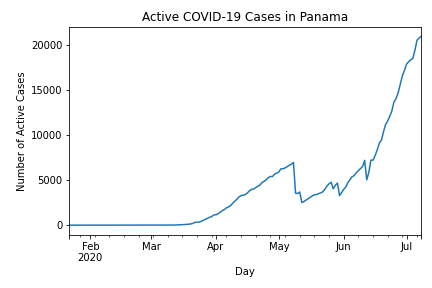 Active COVID-19 Cases in Panama
Number of Active Cases
20000
15000
10000
5000
0
Feb
2020
Mar
Apr
May
Jun
Jul
Day